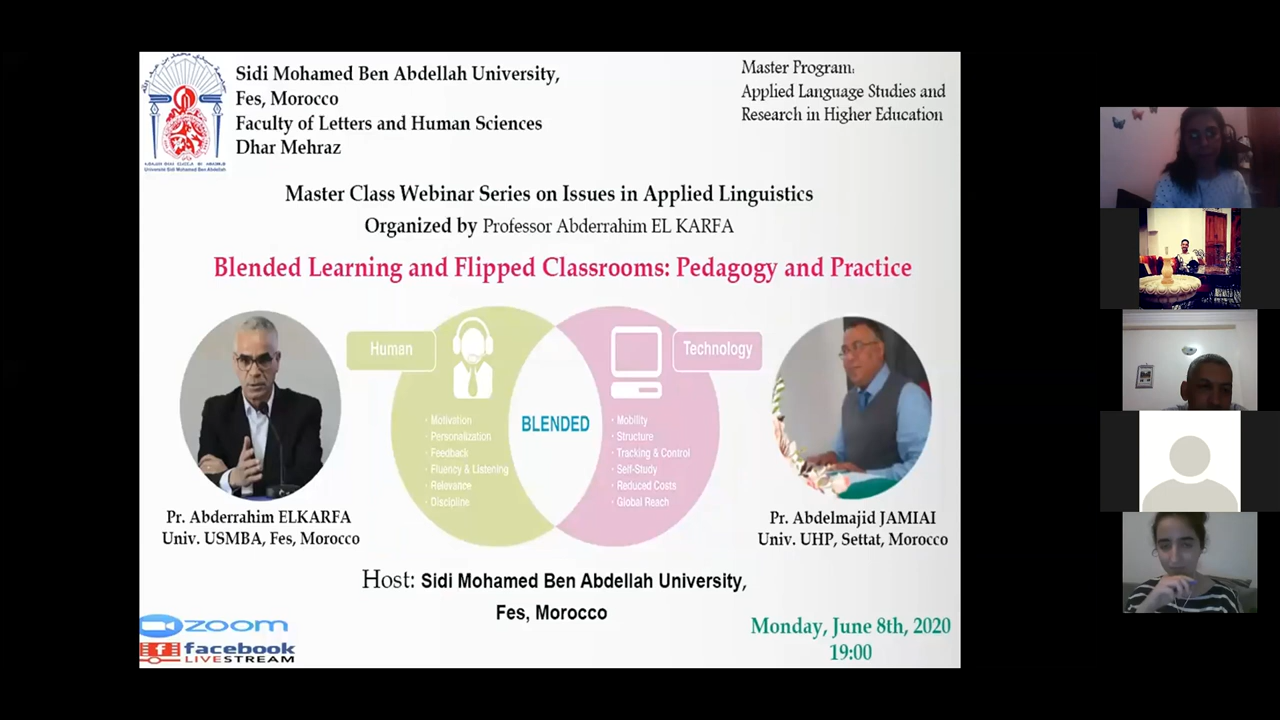 Sidi Mohamed Ben Abdellah University,
Fes, Morocco
Faculty of Letters and Human Sciences
Dhar Mehraz
Université Sidi Mohamed Ben Abdellah
Master Program:
Applied Language Studies and
Research in Higher Education
Master Class Webinar Series on Issues in Applied Linguistics
Organized by Professor Abderrahim EL KARFA
Blended Learning and Flipped Classrooms: Pedagogy and Practice
Human
· Motivation
· Personalization
· Feedback
· Fluency & Listening
· Relevance
· Discipline
BLENDED
Technology
· Mobility
· Structure
· Tracking & Control
· Self-Study
· Reduced Costs
· Global Reach
Pr. Abderrahim ELKARFA
Univ. USMBA, Fes, Morocco
Pr. Abdelmajid JAMIAI
Univ. UHP, Settat, Morocco
Host: Sidi Mohamed Ben Abdellah University,
Fes, Morocco
zoom
facebook
LIVESTREAM
Monday, June 8th, 2020
19:00